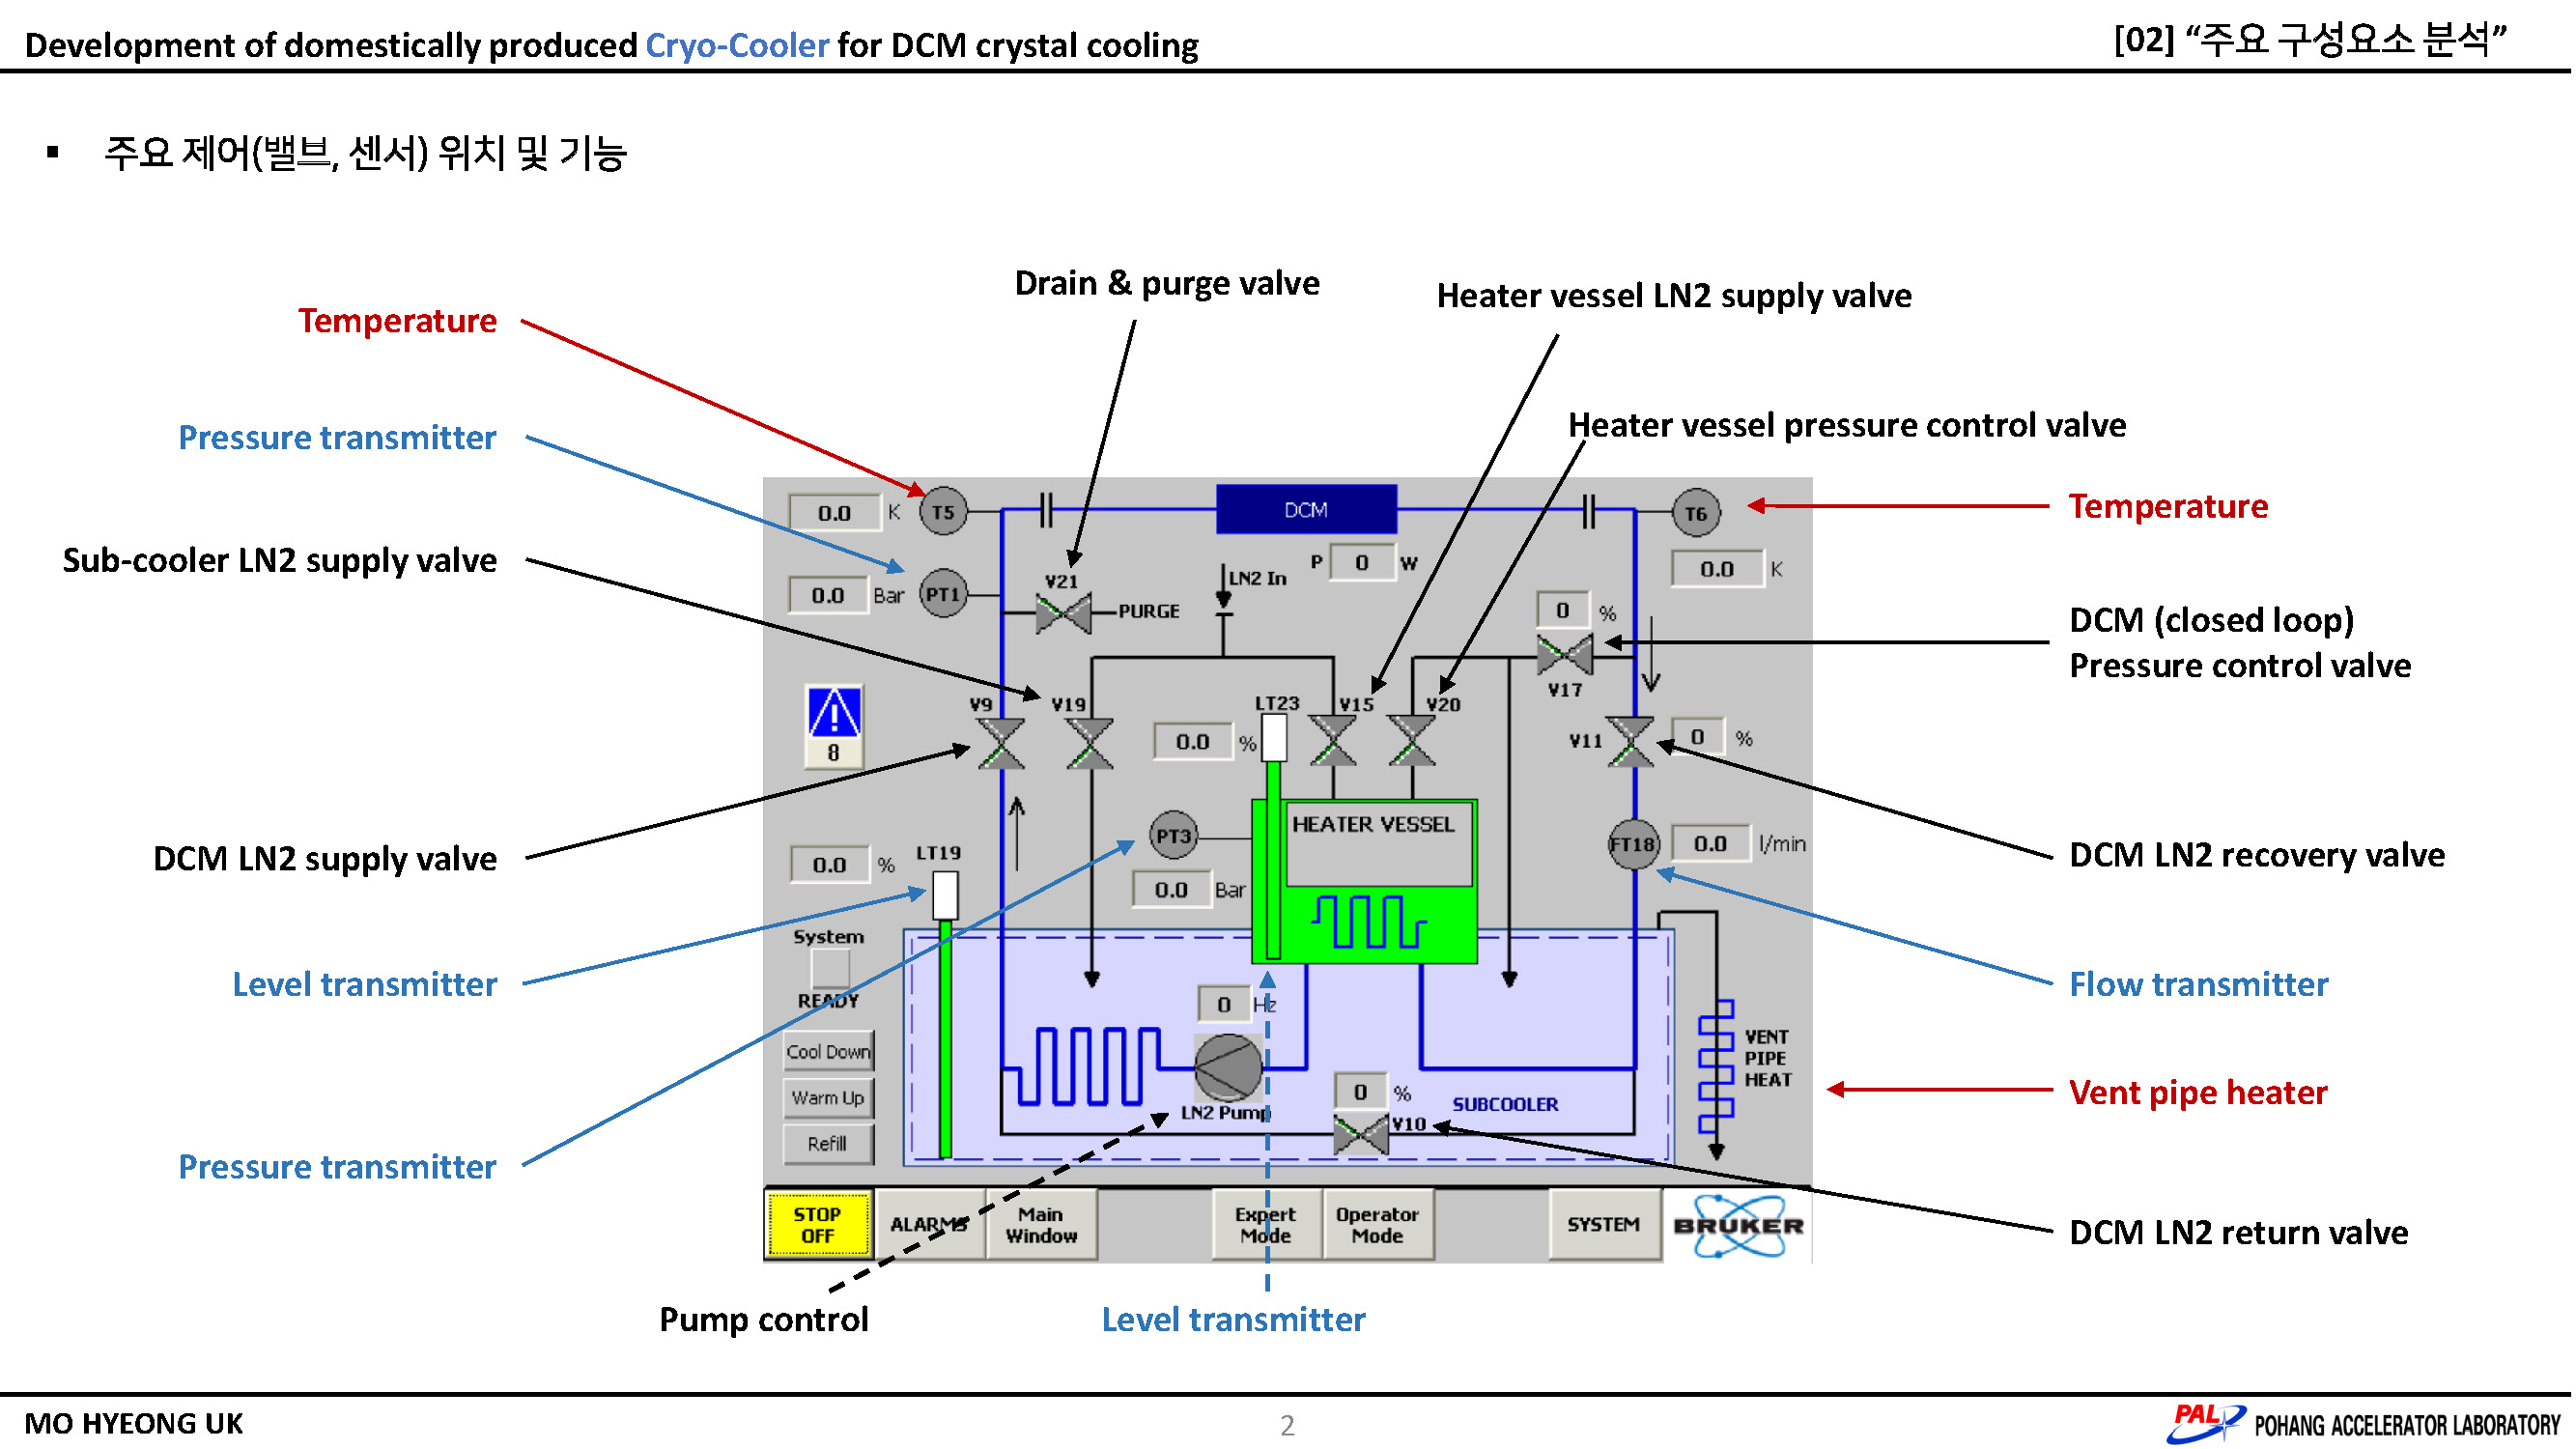 Development of domestically produced Cryo-Cooler for DCM crystal cooling
[02] “주요 구성요소 분석”
▪ 주요 제어(밸브, 센서) 위치 및 기능
Drain & purge valve
Heater vessel LN2 supply valve
Temperature
Heater vessel pressure control valve
Pressure transmitter
Temperature
Sub-cooler LN2 supply valve
DCM (closed loop)
Pressure control valve
DCM LN2 supply valve
DCM LN2 recovery valve
Level transmitter
Flow transmitter
Vent pipe heater
Pressure transmitter
DCM LN2 return valve
Pump control
Level transmitter
0.0 K T5
DCM
T6
P 0 W
0.0 K
0.0 Bar PT1
V21
PURGE
LN2 In
0 %
V17
V9
V19
LT23
V15
V20
8
0.0 %
V11
0 %
PT3
HEATER VESSEL
FT18
0.0 l/min
0.0 %
LT19
0.0 Bar
System
READY
0 Hz
Cool Down
Warm Up
Refill
LN2 Pump
0 %
V10
SUBCOOLER
VENT
PIPE
HEAT
STOP
OFF
ALARMS
Main
Window
Expert
Mode
Operator
Mode
SYSTEM
BRUKER
MO HYEONG UK
2
PAL POHANG ACCELERATOR LABORATORY